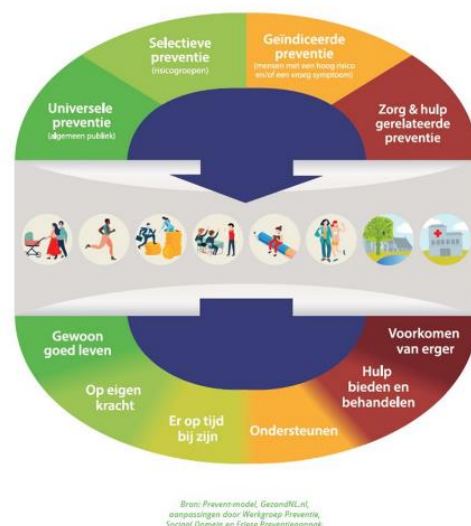 Selectieve
preventie
(risicogroepen)
Geïndiceerde
preventie
(mensen met een hoog risico
en/of een vroeg symptoom)
Universele
preventie
(algemeen publiek)
Zorg & hulp
gerelateerde
preventie
Gewoon
goed leven
Op eigen
kracht
Er op tijd
bij zijn
Ondersteunen
Hulp
bieden en
behandelen
Voorkomen
van erger
Bron: Prevent-model, GezondNL.nl,
aanpassingen door Werkgroep Preventie,
Sociaal Domein en Friese Preventieaanpak